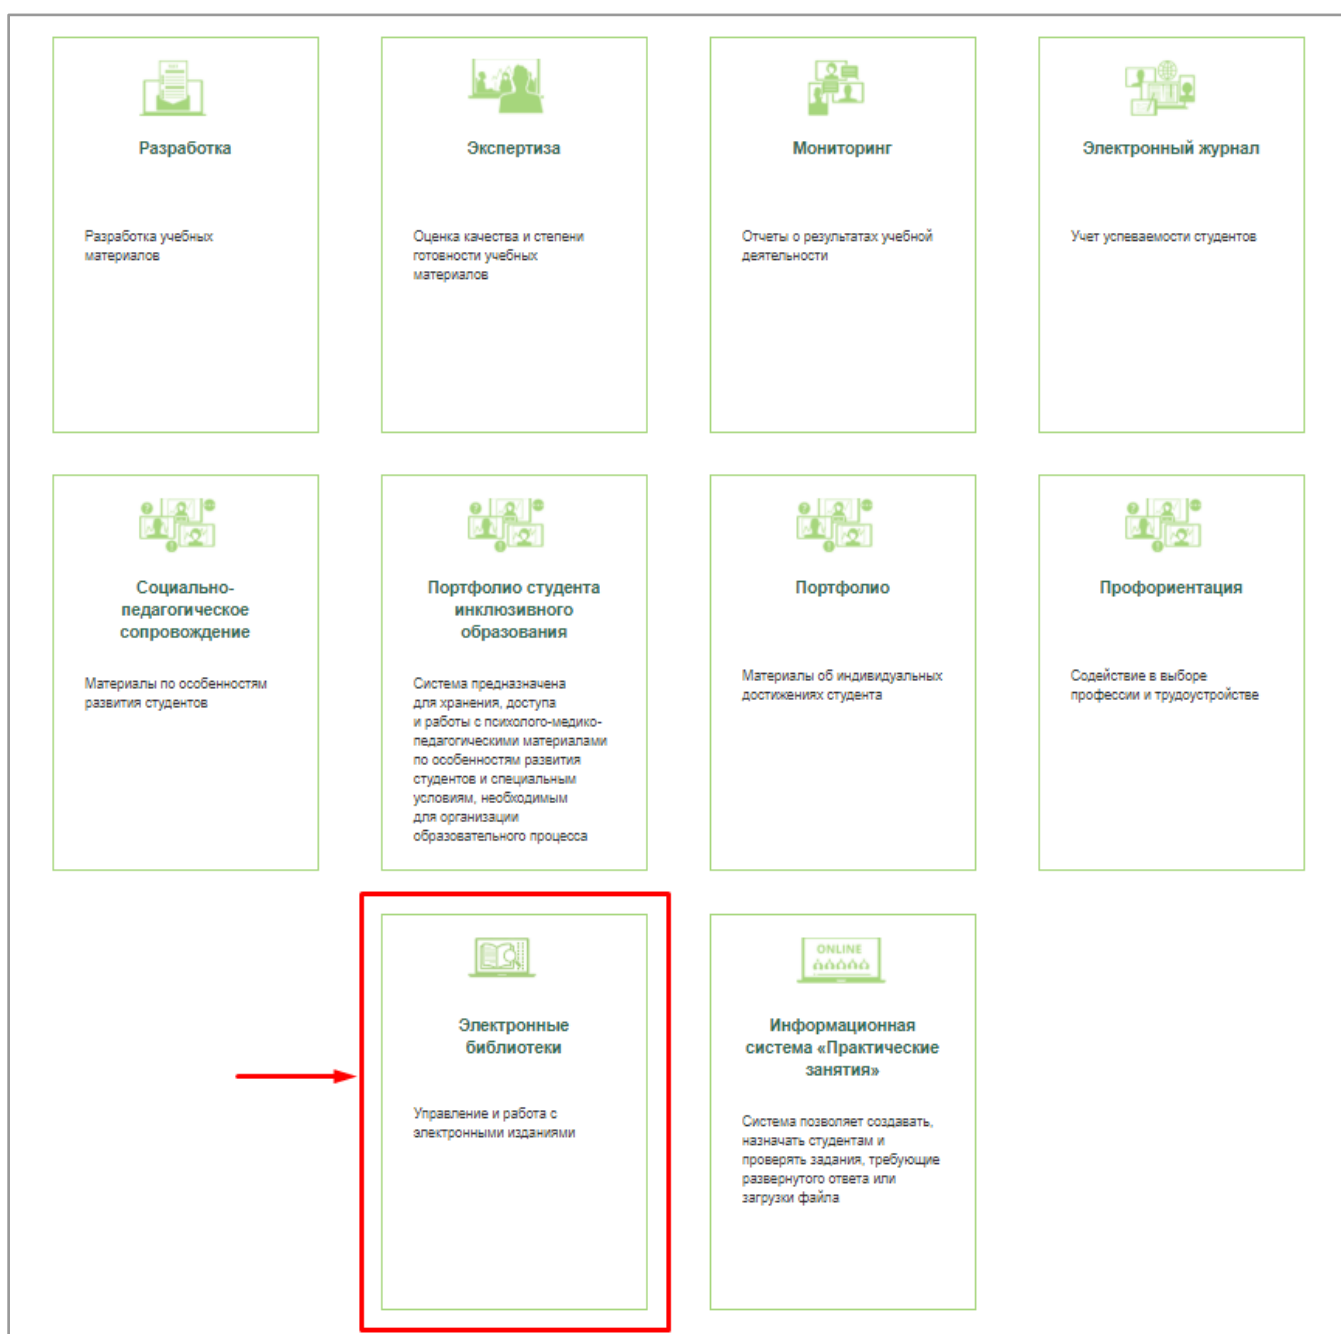 Разработка
Разработка учебных
материалов
Экспертиза
Оценка качества и степени
готовности учебных
материалов
Мониторинг
Отчеты о результатах учебной
деятельности
Электронный журнал
Учет успеваемости студентов
Социально-
педагогическое
сопровождение
Материалы по особенностям
развития студентов
Портфолио студента
инклюзивного
образования
Система предназначена
для хранения, доступа
и работы с психолого-медико-
педагогическими материалами
по особенностям развития
студентов и специальным
условиям, необходимым
для организации
образовательного процесса
Портфолио
Материалы об индивидуальных
достижениях студента
Профориентация
Содействие в выборе
профессии и трудоустройстве
Электронные
библиотеки
Управление и работа с
электронными изданиями
ONLINE
Информационная
система «Практические
занятия»
Система позволяет создавать,
назначать студентам и
проверять задания, требующие
развернутого ответа или
загрузки файла